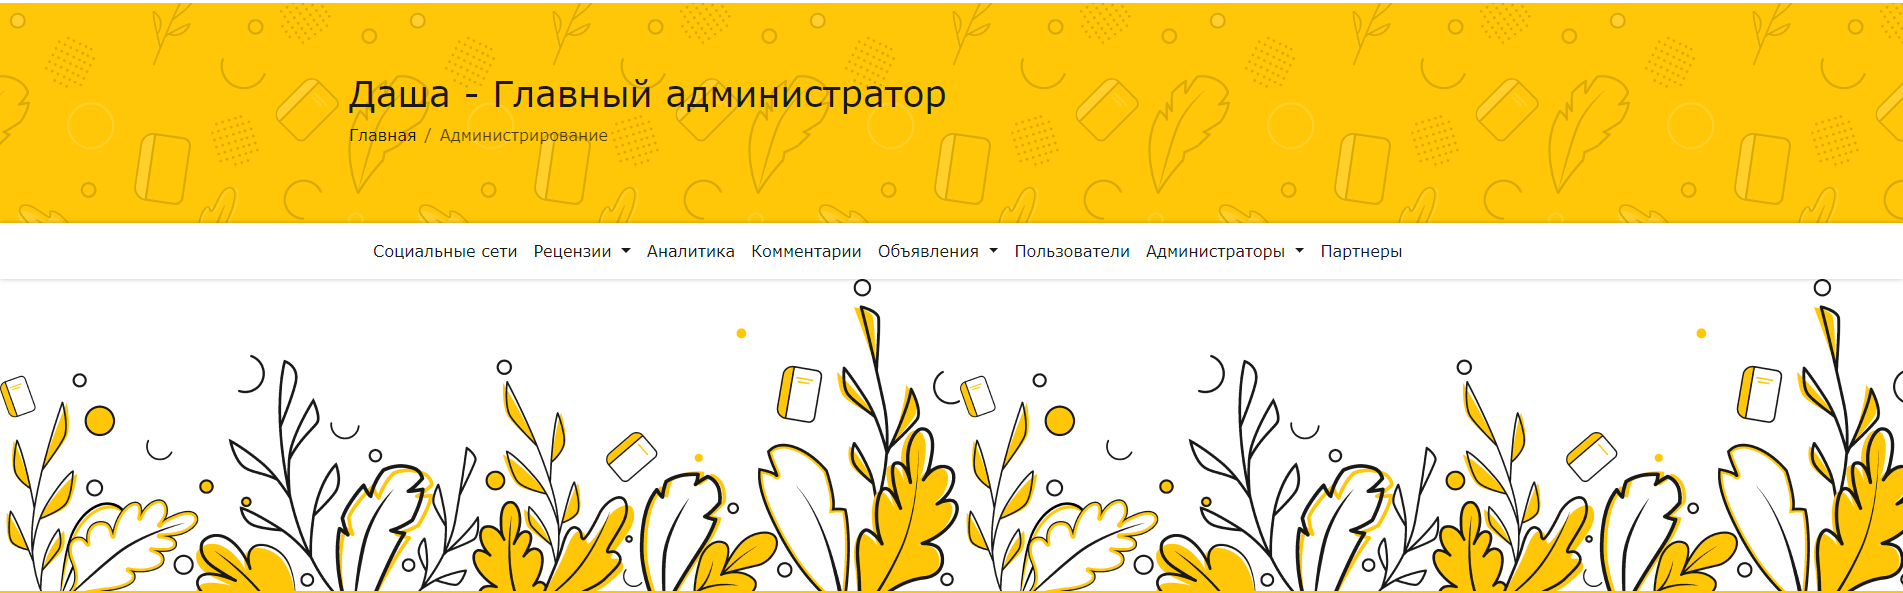 Даша - Главный администратор
Главная / Администрирование
Социальные сети Рецензии Аналитика Комментарии Объявления Пользователи Администраторы Партнеры